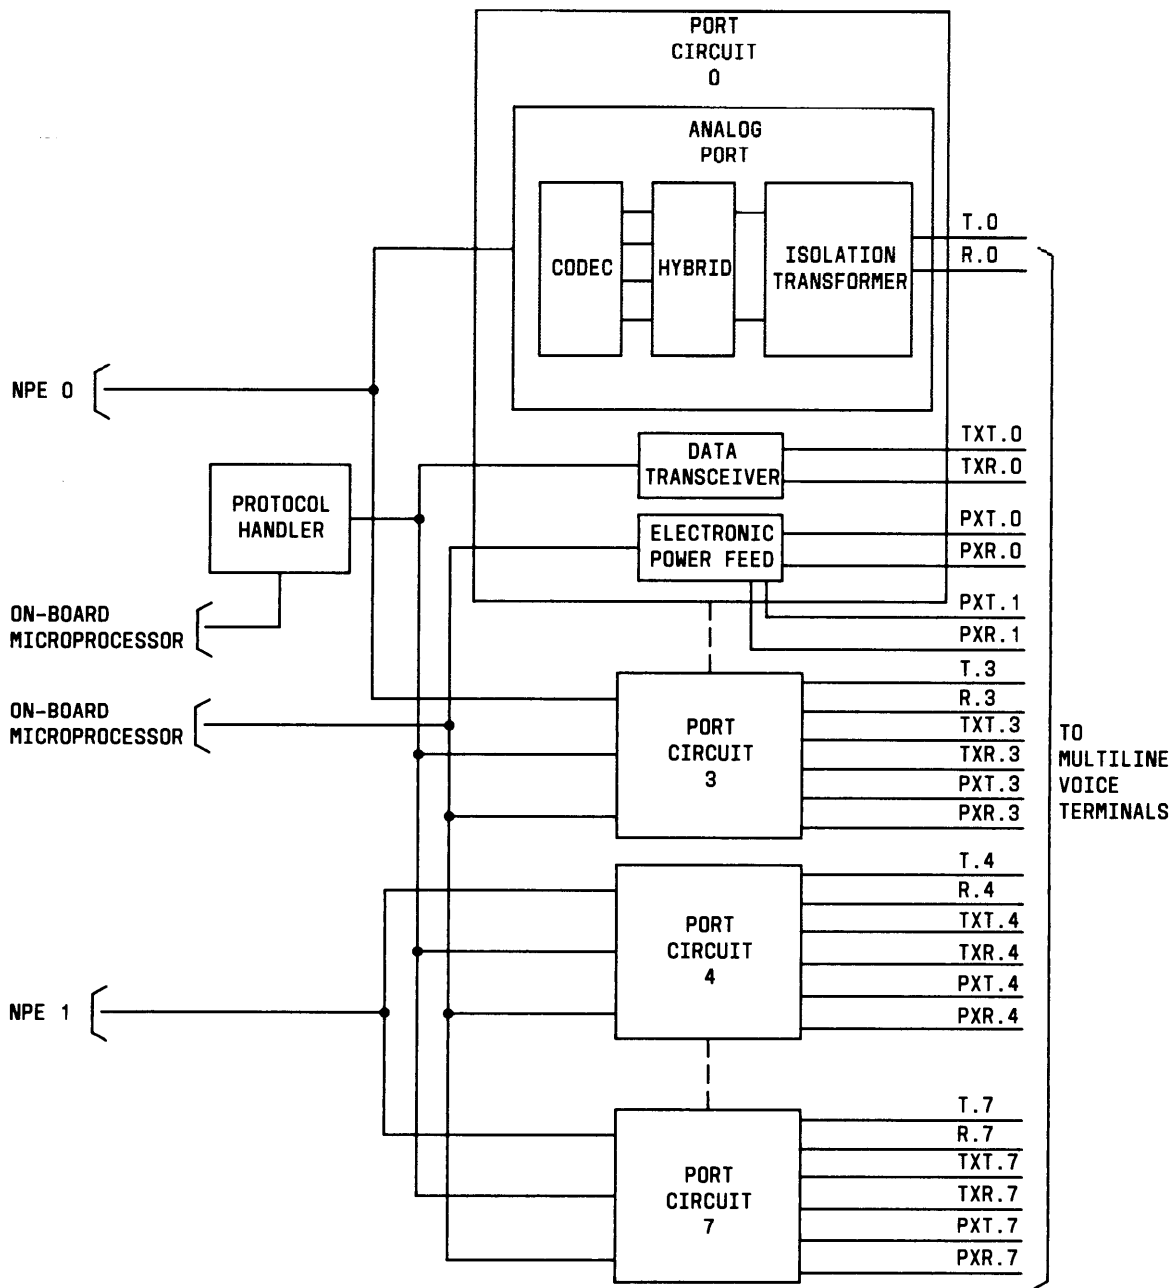 PORT
CIRCUIT
0
ANALOG
PORT
CODEC
HYBRID
ISOLATION
TRANSFORMER
T.0
R.0
NPE 0
DATA
TRANSCEIVER
TXT.0
TXR.0
PROTOCOL
HANDLER
ELECTRONIC
POWER FEED
PXT.0
PXR.0
PXT.1
PXR.1
ON-BOARD
MICROPROCESSOR
ON-BOARD
MICROPROCESSOR
PORT
CIRCUIT
3
T.3
R.3
TXT.3
TXR.3
PXT.3
PXR.3
TO
MULTILINE
VOICE
TERMINALS
PORT
CIRCUIT
4
T.4
R.4
TXT.4
TXR.4
PXT.4
PXR.4
NPE 1
PORT
CIRCUIT
7
T.7
R.7
TXT.7
TXR.7
PXT.7
PXR.7